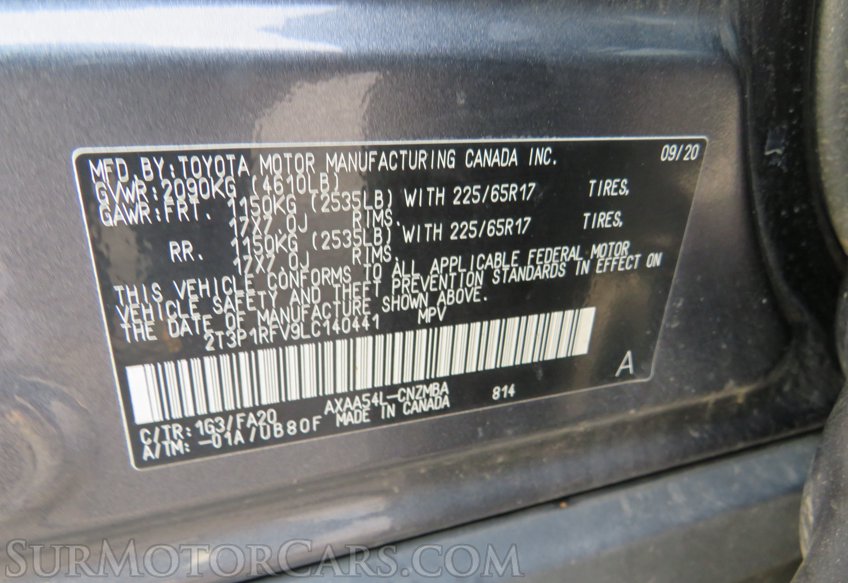 MFD.BY:TOYOTA MOTOR MANUFACTURING CANADA INC. 09/20
GVWR:2090KG (4610LB)
GAWR:FRT. 1150KG (2535LB) WITH 225/65R17 TIRES,
17X7.0J RIMS.
RR. 1150KG (2535LB) WITH 225/65R17 TIRES,
17X7.0J RIMS.
THIS VEHICLE CONFORMS TO ALL APPLICABLE FEDERAL MOTOR
VEHICLE SAFETY AND THEFT PREVENTION STANDARDS IN EFFECT ON
THE DATE OF MANUFACTURE SHOWN ABOVE.
2T3P1RFV9LC140441 MPV
A
C/TR:1G3/FA20 AXAA54L-CNZMBA 814
A/TM:-01A/UB80F MADE IN CANADA
SurMotorCars.com